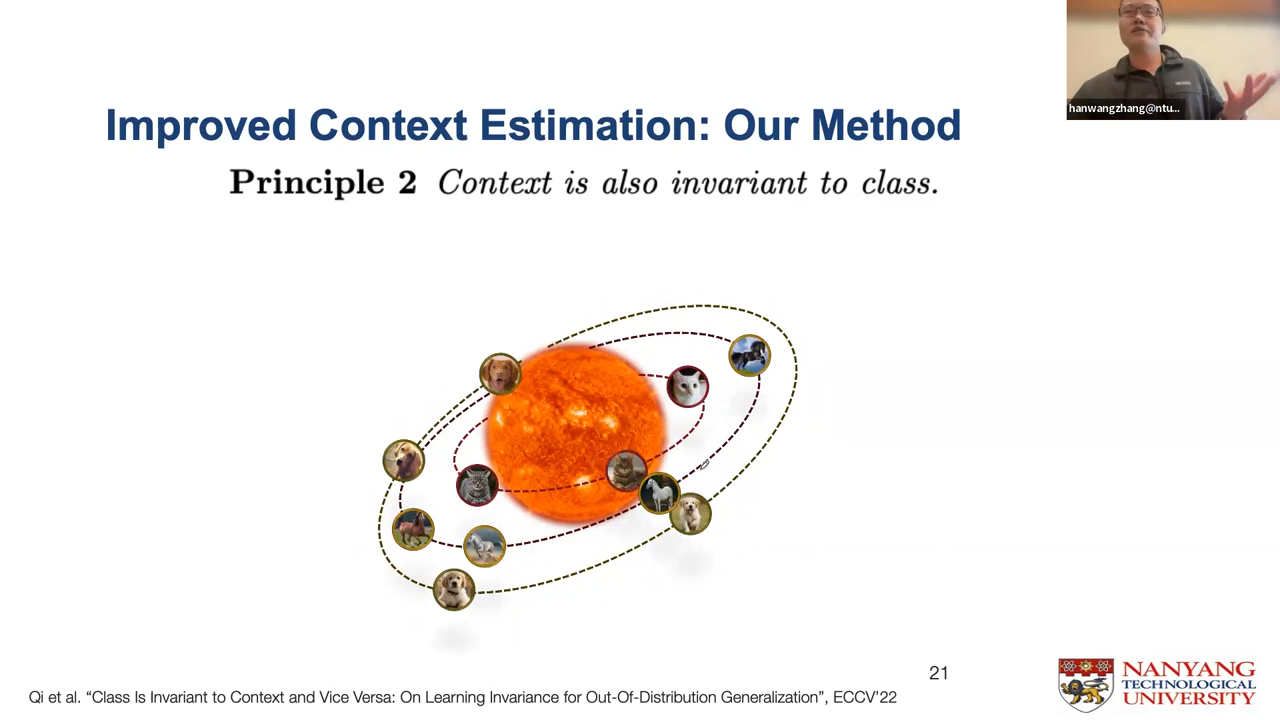 hanwangzhang@ntu...
Improved Context Estimation: Our Method
Principle 2 Context is also invariant to class.
21
Qi et al. “Class Is Invariant to Context and Vice Versa: On Learning Invariance for Out-Of-Distribution Generalization”, ECCV’22
NANYANG
TECHNOLOGICAL
UNIVERSITY